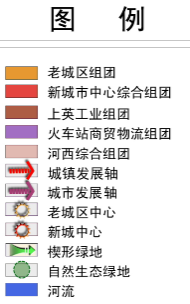 图 例
老城区组团
新城市中心综合组团
上英工业组团
火车站商贸物流组团
河西综合组团
城镇发展轴
城市发展轴
老城区中心
新城中心
楔形绿地
自然生态绿地
河流